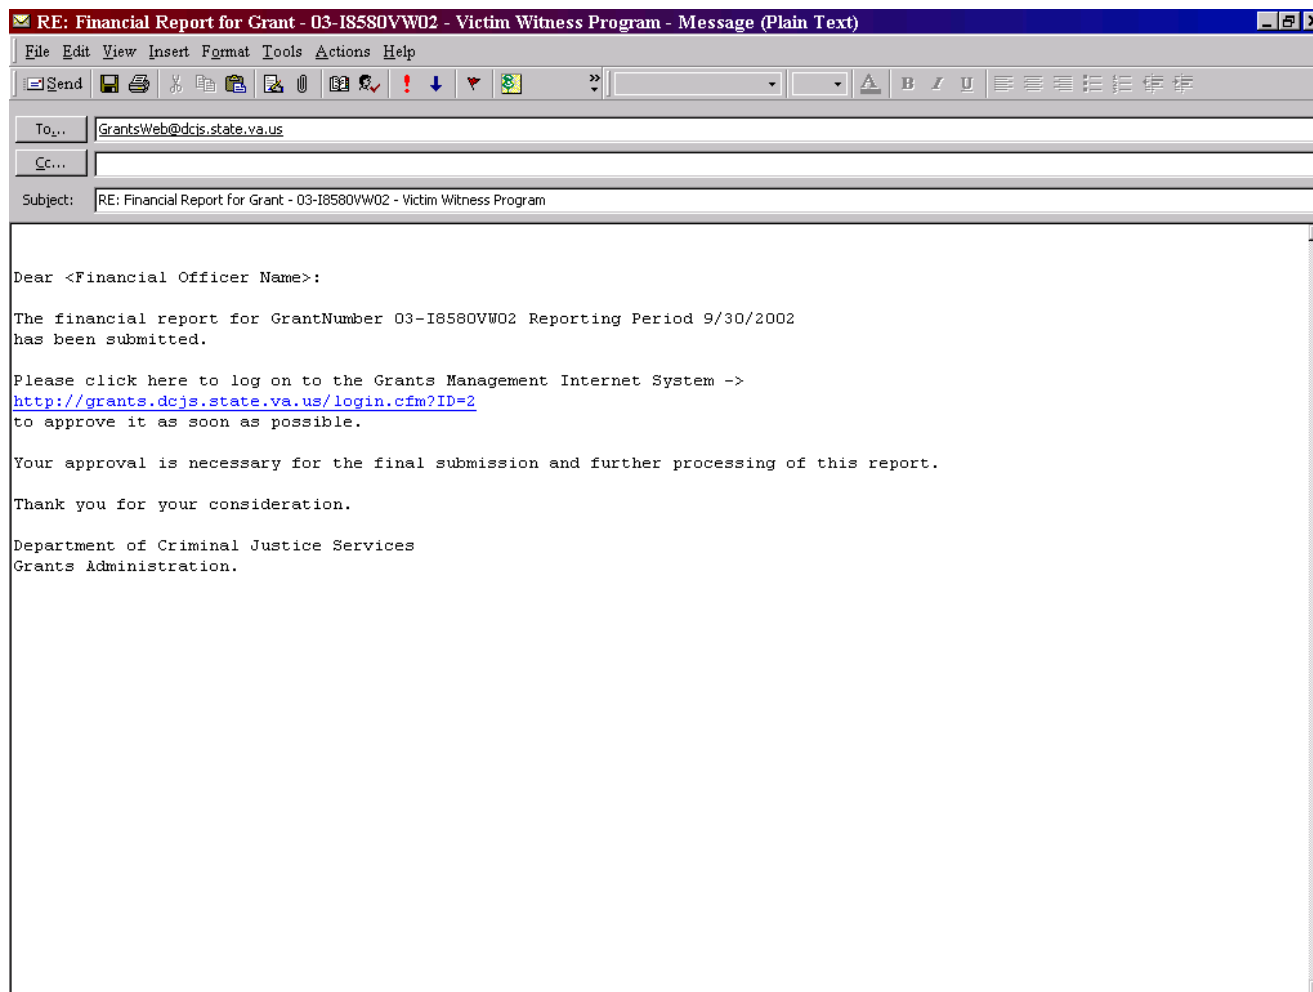 RE: Financial Report for Grant - 03-I8580VW02 - Victim Witness Program - Message (Plain Text)
File Edit View Insert Format Tools Actions Help
Send A B I U
To... GrantsWeb@dcjs.state.va.us
Cc...
Subject: RE: Financial Report for Grant - 03-I8580VW02 - Victim Witness Program
Dear <Financial Officer Name>:
The financial report for GrantNumber 03-I8580VW02 Reporting Period 9/30/2002
has been submitted.
Please click here to log on to the Grants Management Internet System ->
http://grants.dcjs.state.va.us/login.cfm?ID=2
to approve it as soon as possible.
Your approval is necessary for the final submission and further processing of this report.
Thank you for your consideration.
Department of Criminal Justice Services
Grants Administration.